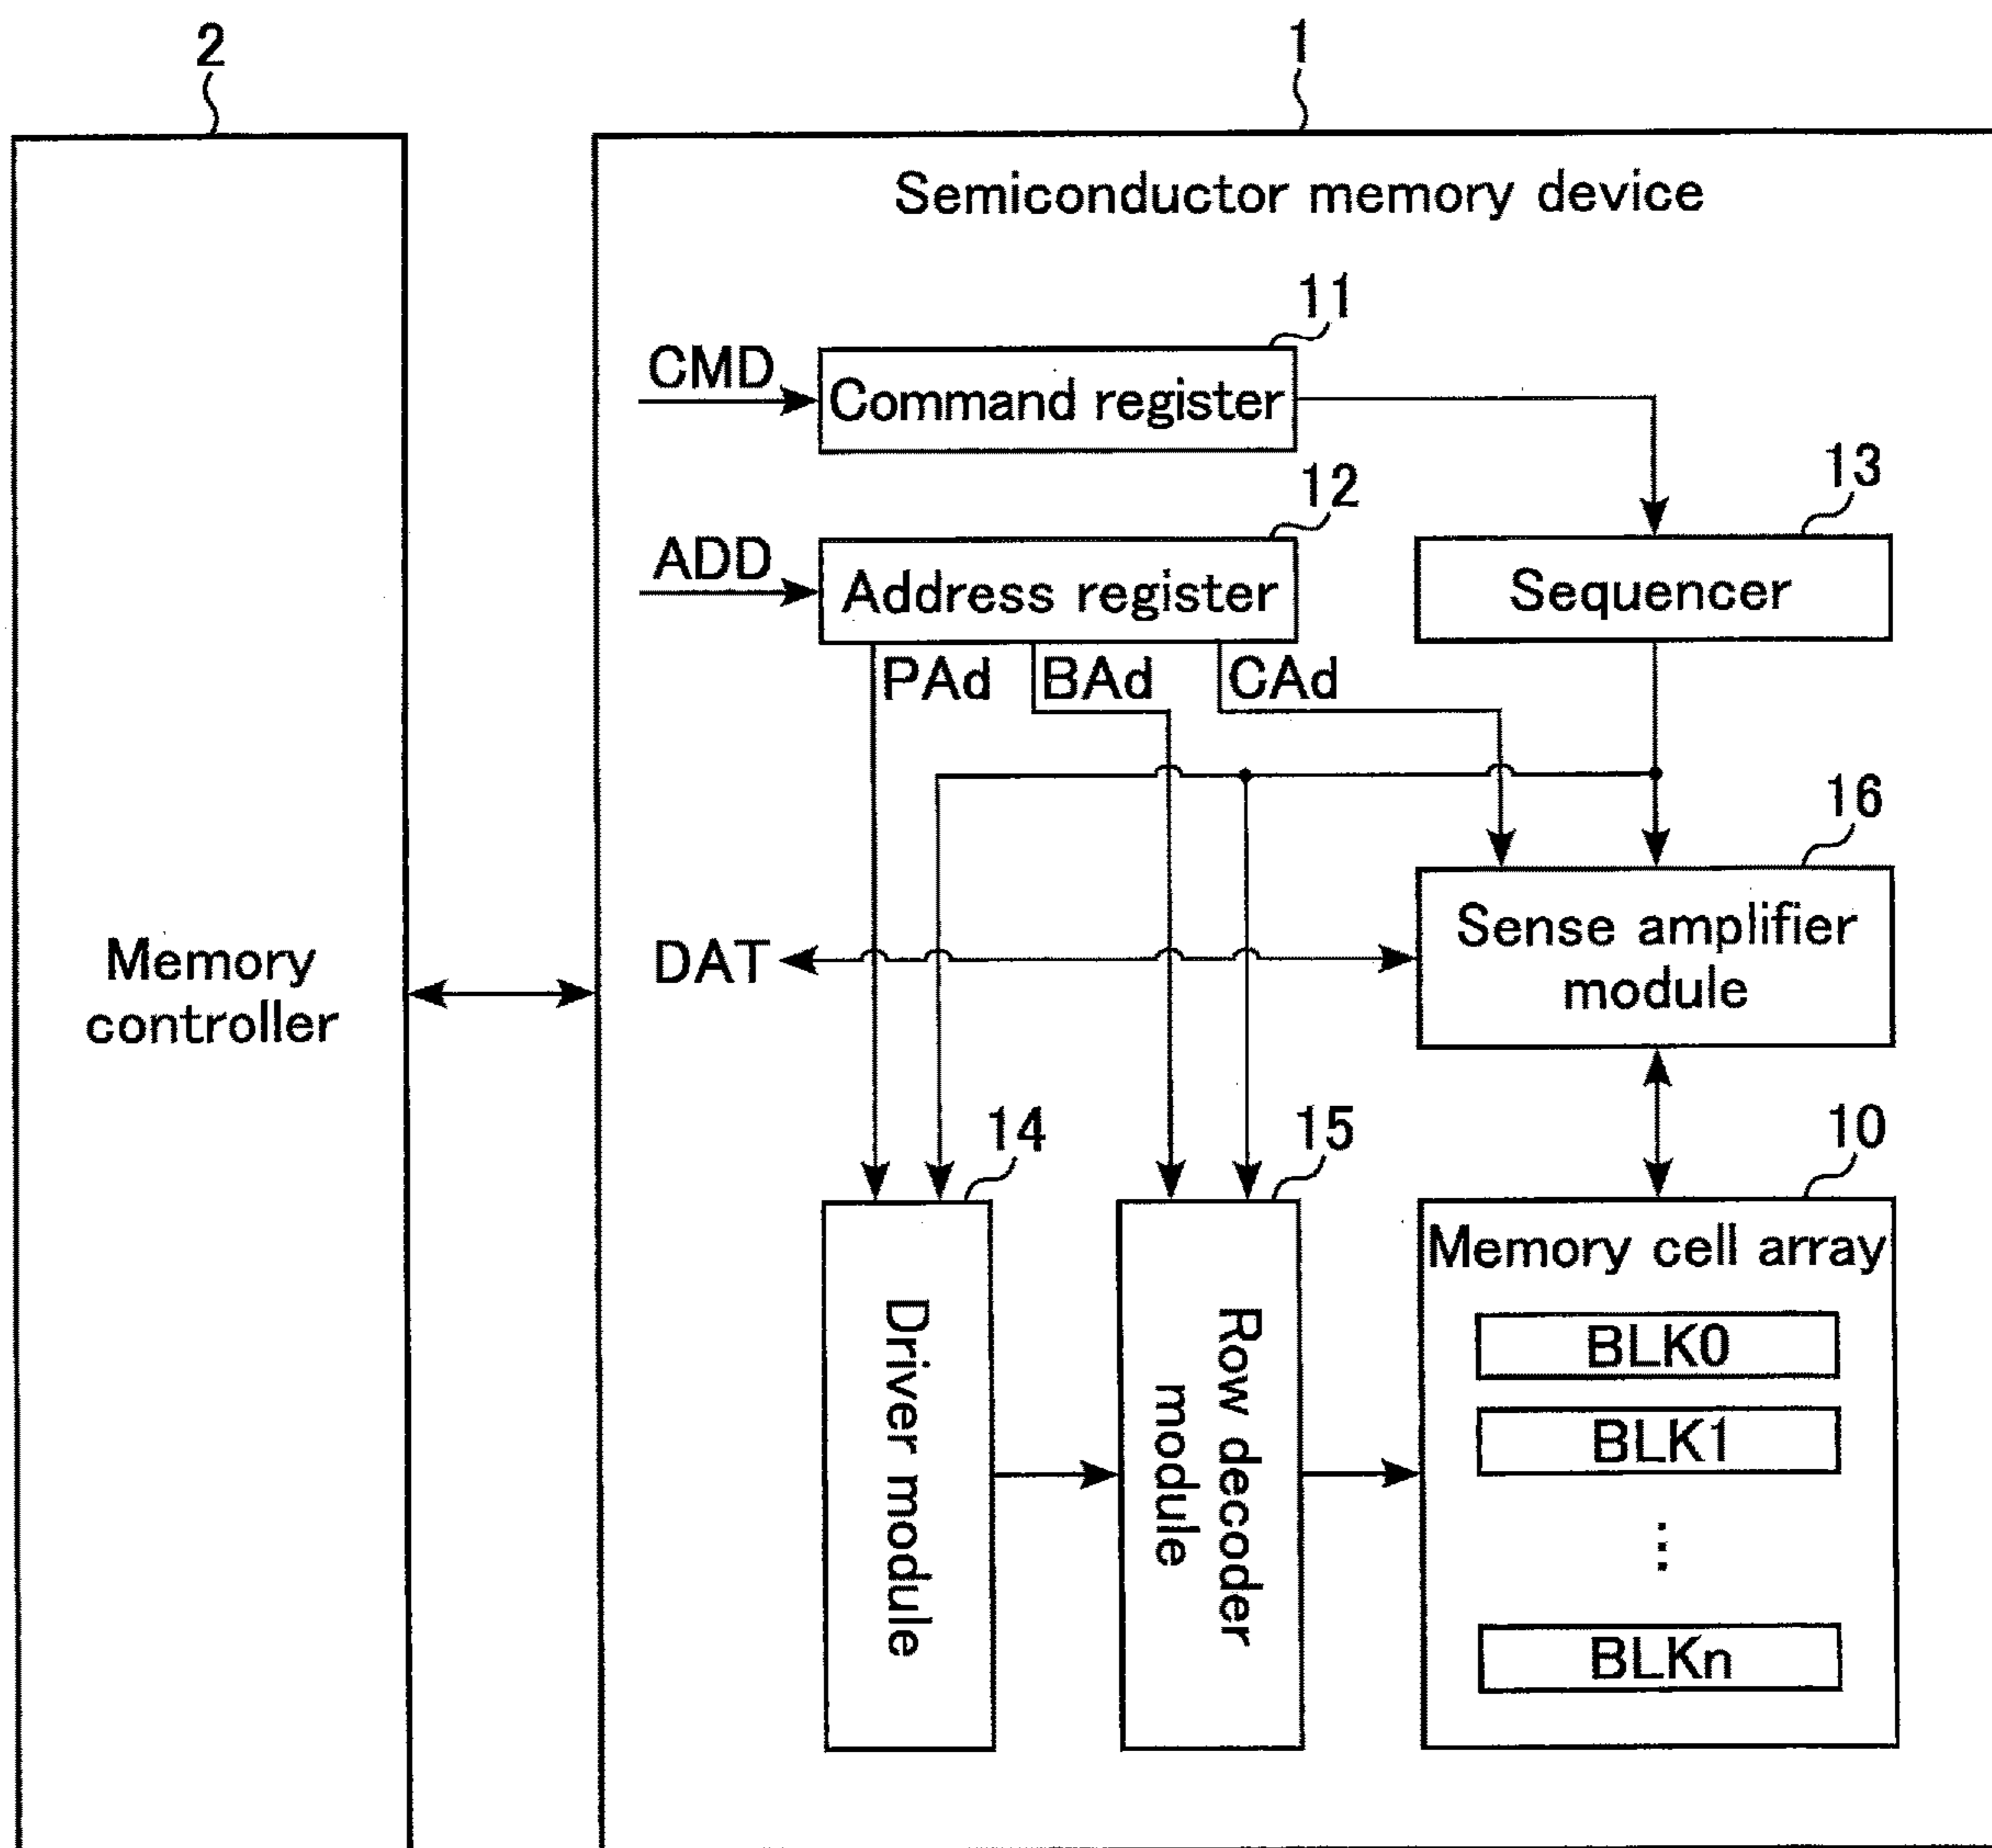 2
1
Semiconductor memory device
11
CMD
Command register
12
13
ADD
Address register
Sequencer
PAd
BAd
CAd
16
DAT
Sense amplifier
module
Memory
controller
14
15
10
Driver module
Row decoder
module
Memory cell array
BLK0
BLK1
...
BLKn